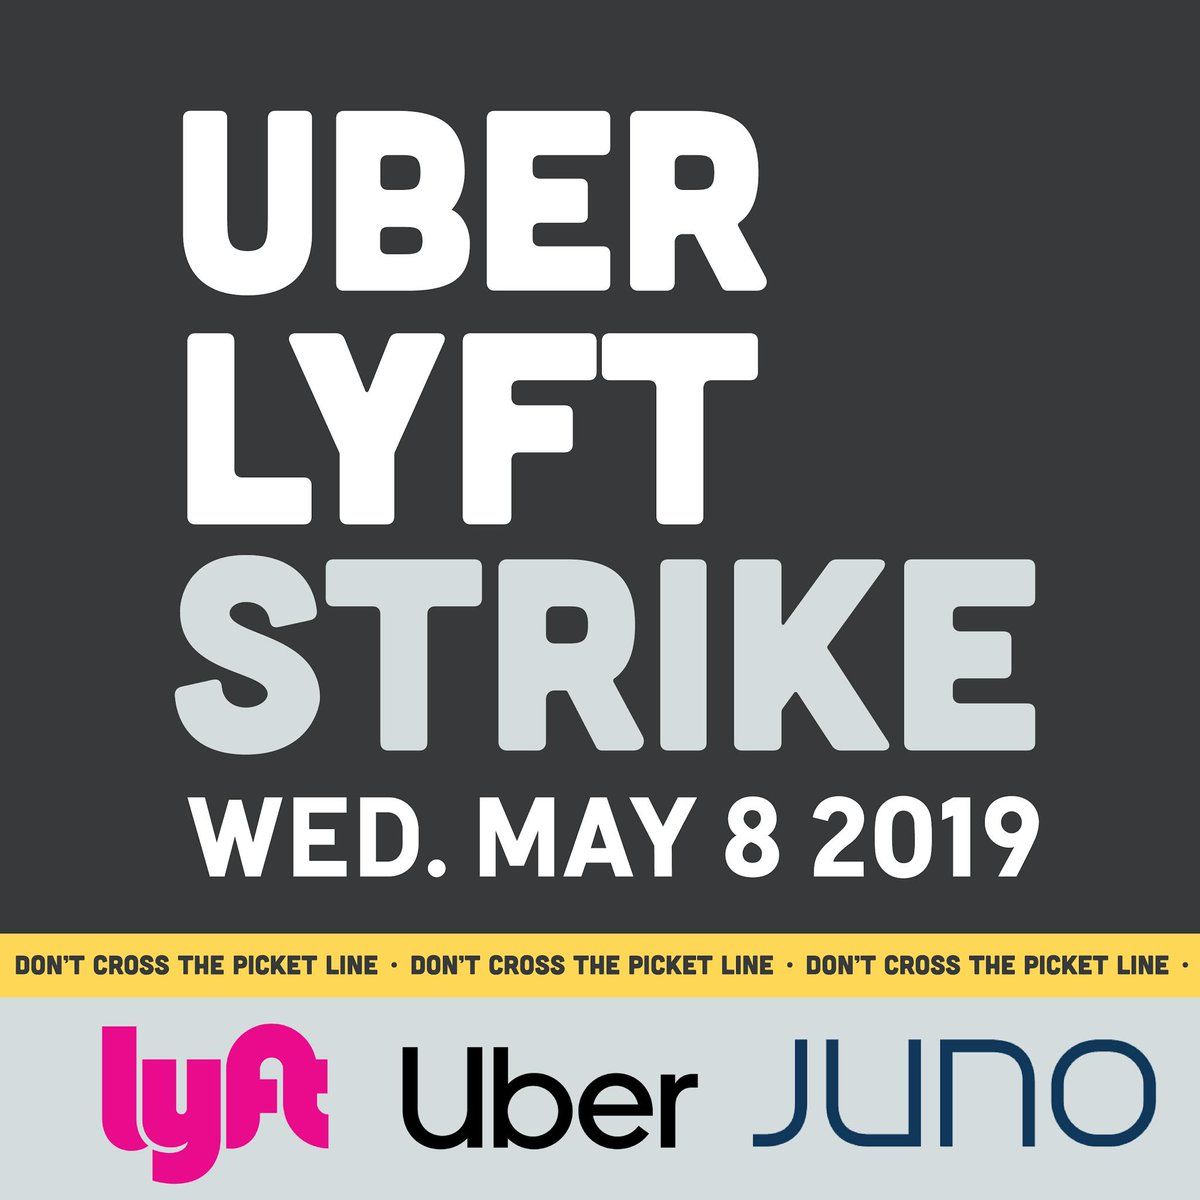 UBER
LYFT
STRIKE
WED. MAY 8 2019
DON'T CROSS THE PICKET LINE · DON'T CROSS THE PICKET LINE · DON'T CROSS THE PICKET LINE ·
lyft Uber JUNO